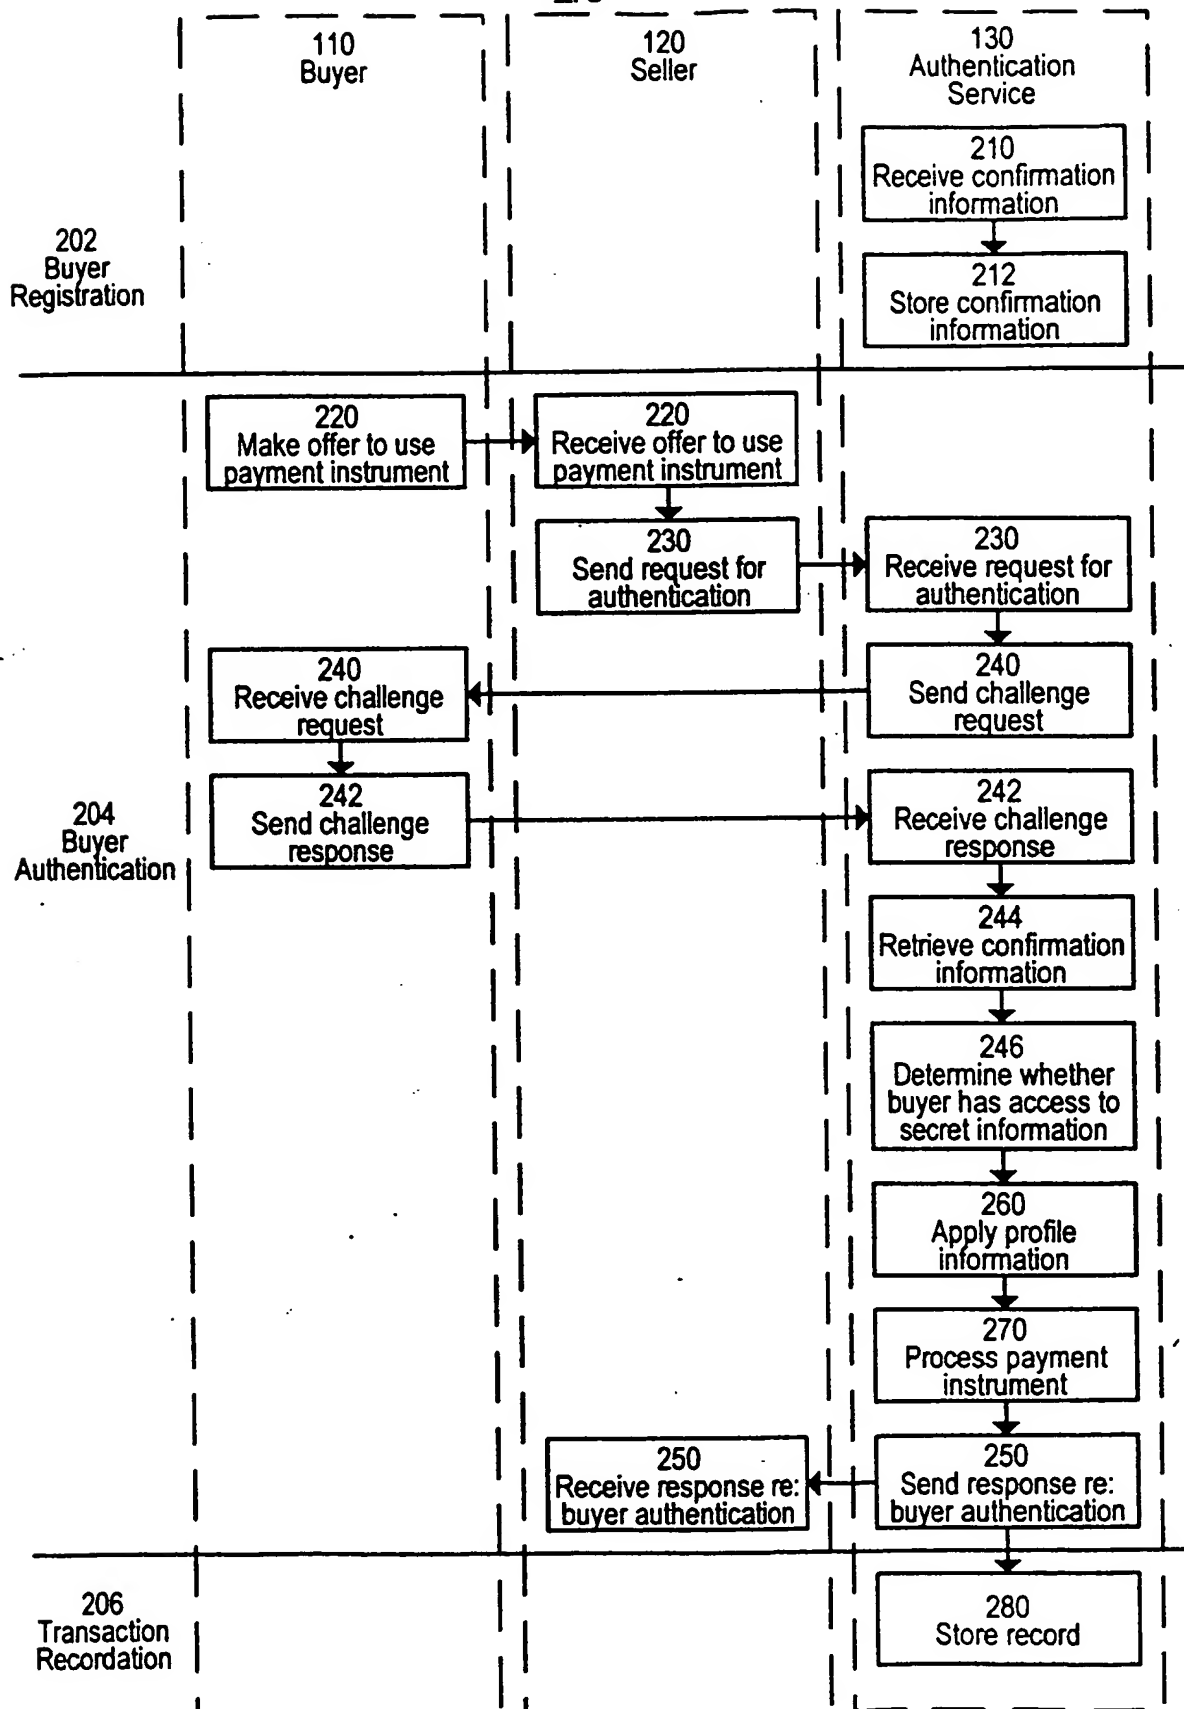 110
Buyer
120
Seller
130
Authentication
Service
210
Receive confirmation
information
202
Buyer
Registration
212
Store confirmation
information
220
Make offer to use
payment instrument
220
Receive offer to use
payment instrument
230
Send request for
authentication
230
Receive request for
authentication
240
Receive challenge
request
240
Send challenge
request
204
Buyer
Authentication
242
Send challenge
response
242
Receive challenge
response
244
Retrieve confirmation
information
246
Determine whether
buyer has access to
secret information
260
Apply profile
information
270
Process payment
instrument
250
Receive response re:
buyer authentication
250
Send response re:
buyer authentication
206
Transaction
Recordation
280
Store record